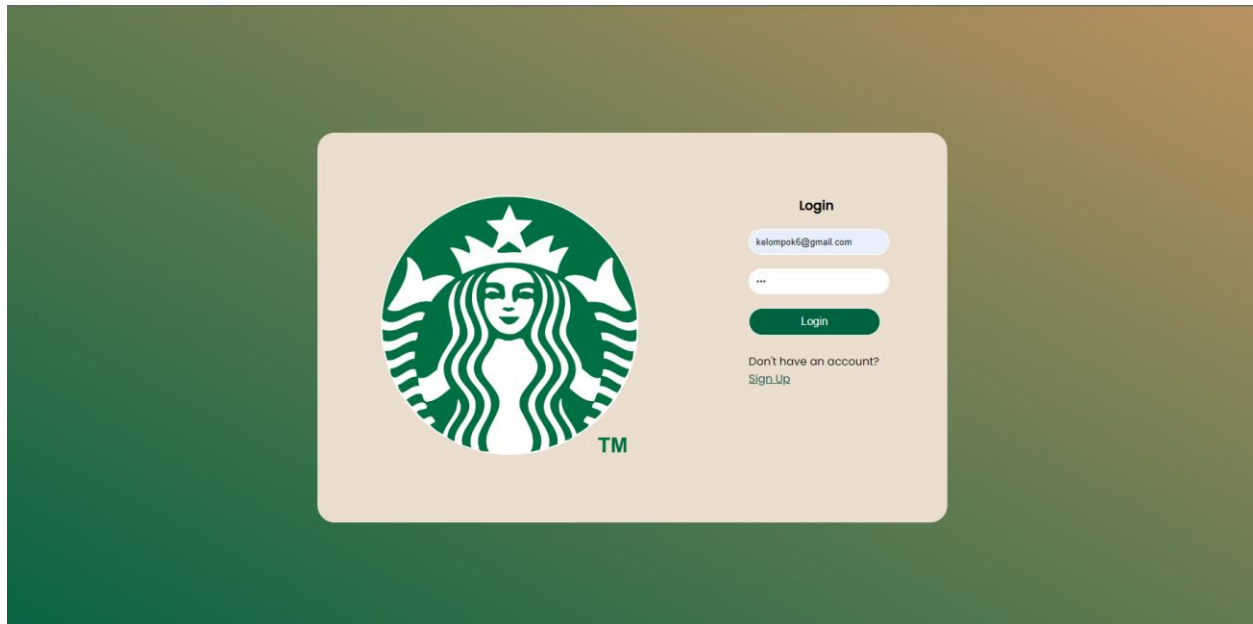 Login
kelompok6@gmail.com
•••
Login
Don't have an account?
Sign Up
TM